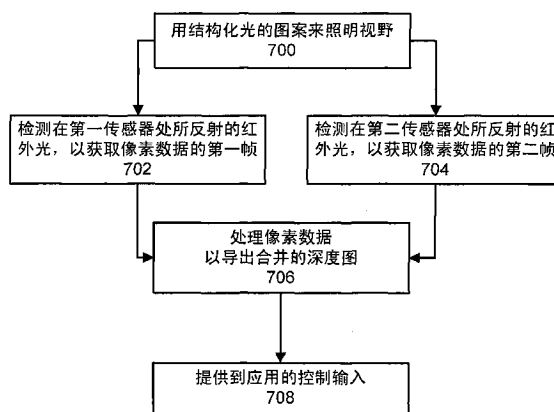 用结构化光的图案来照明视野
700
检测在第一传感器处所反射的红
外光，以获取像素数据的第一帧
702
检测在第二传感器处所反射的红
外光，以获取像素数据的第二帧
704
处理像素数据
以导出合并的深度图
706
提供到应用的控制输入
708